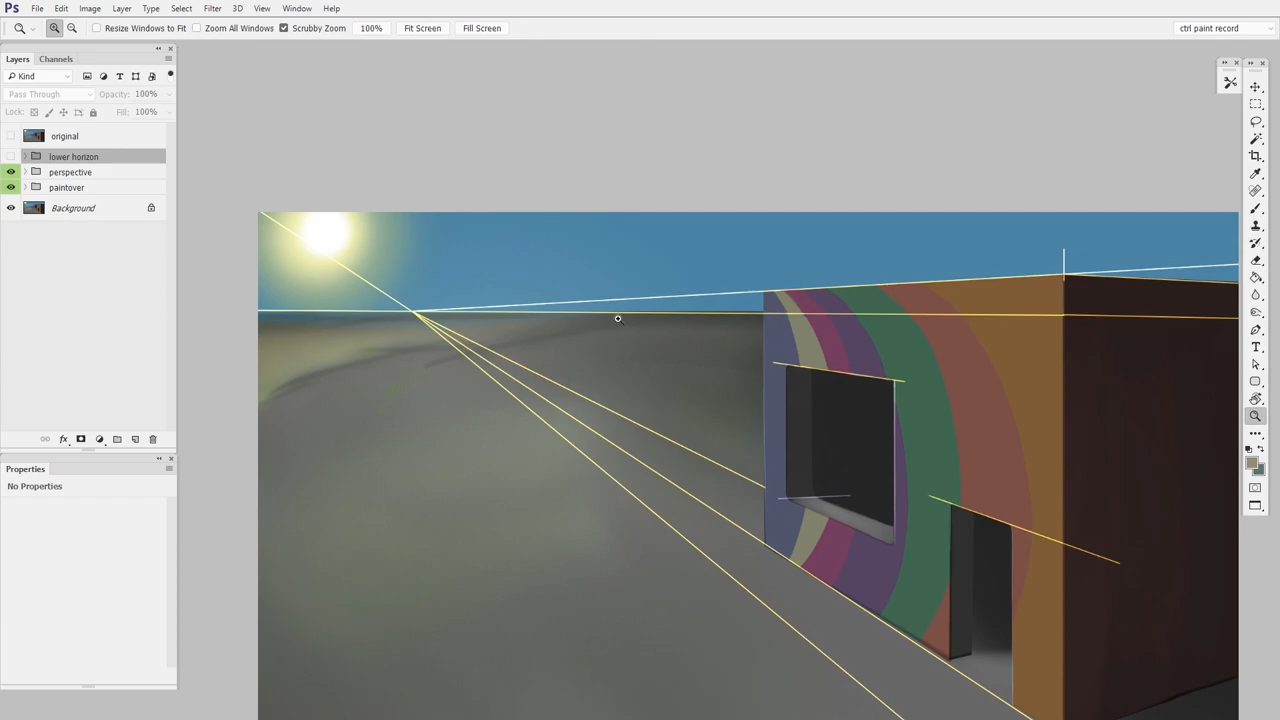 Ps File Edit Image Layer Type Select Filter 3D View Window Help
Resize Windows to Fit Zoom All Windows Scrubby Zoom 100% Fit Screen Fill Screen ctrl paint record
Layers Channels
Kind
Pass Through Opacity: 100%
Lock: Fill: 100%
original
lower horizon
perspective
paintover
Background
fx
Properties
No Properties